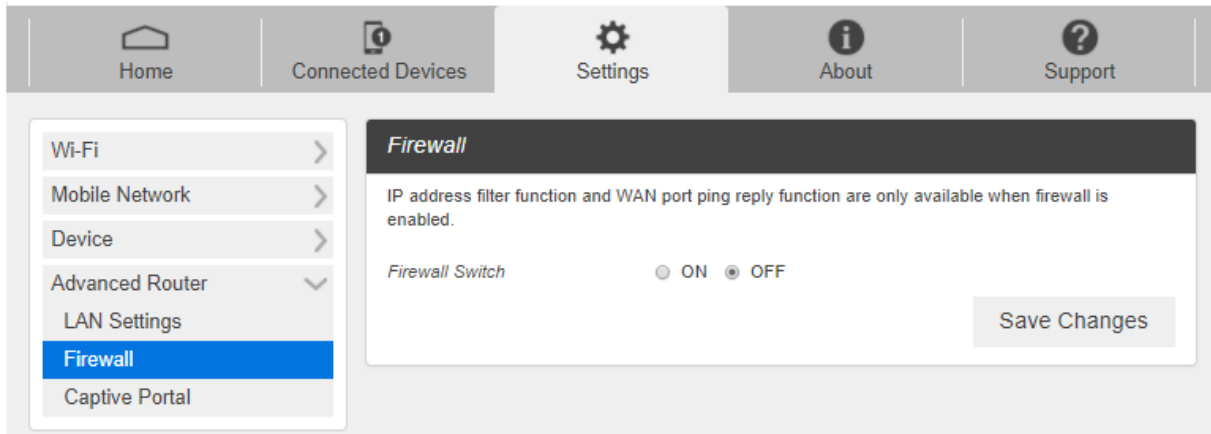 1
Home
Connected Devices
Settings
About
Support
Wi-Fi
Mobile Network
Device
Advanced Router
LAN Settings
Firewall
Captive Portal
Firewall
IP address filter function and WAN port ping reply function are only available when firewall is
enabled.
Firewall Switch ON OFF
Save Changes